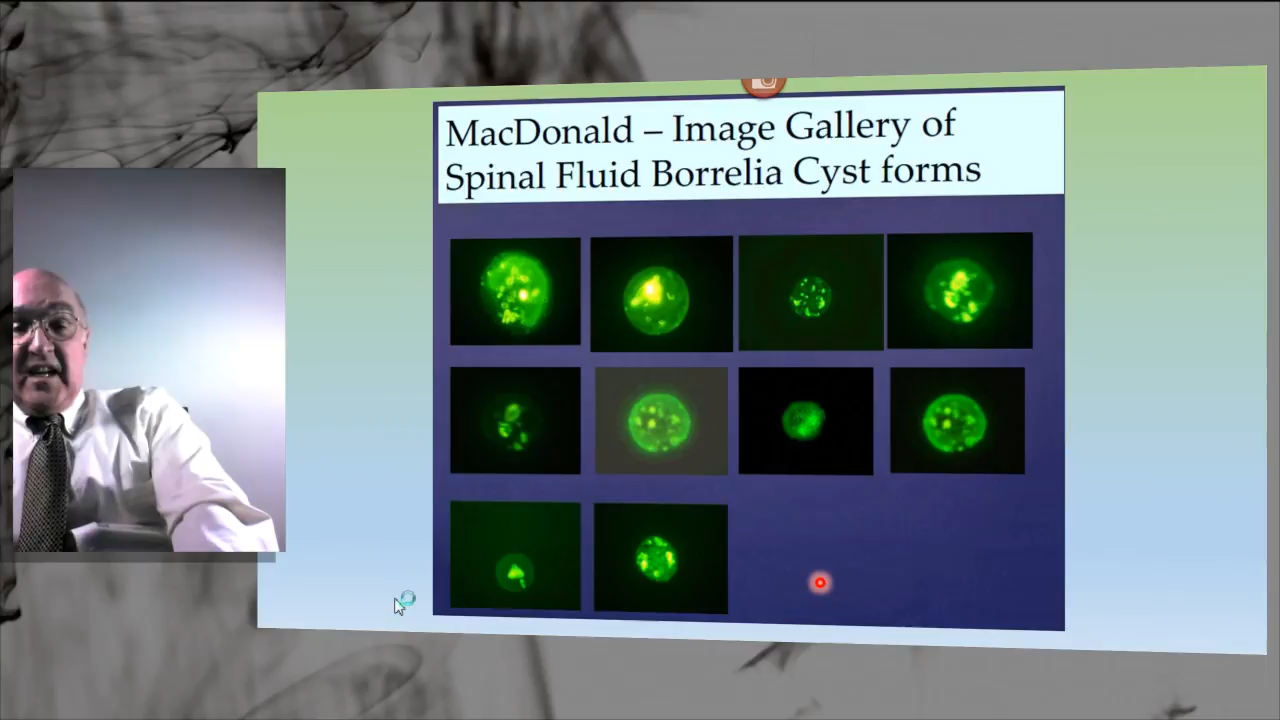 MacDonald – Image Gallery of
Spinal Fluid Borrelia Cyst forms